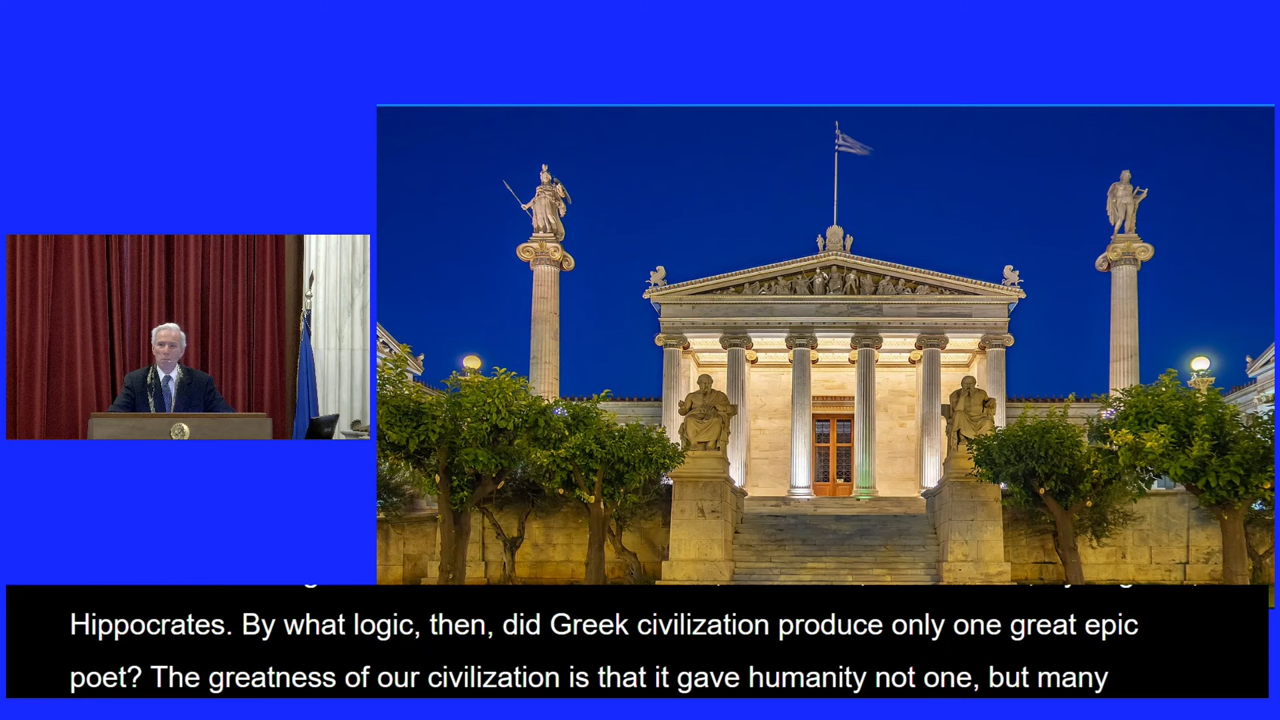 Hippocrates. By what logic, then, did Greek civilization produce only one great epic
poet? The greatness of our civilization is that it gave humanity not one, but many